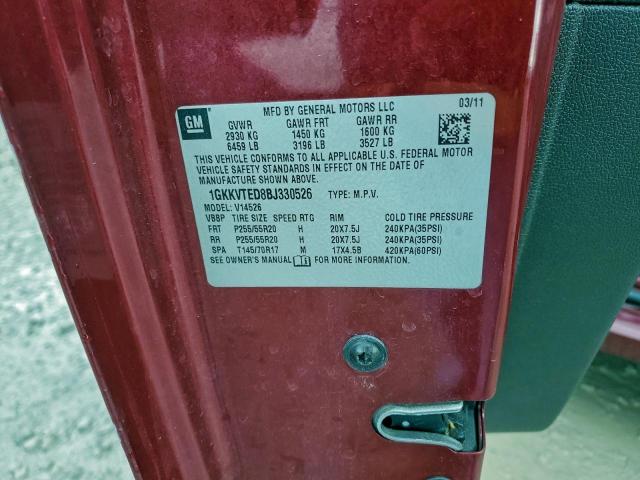 GM
MFD BY GENERAL MOTORS LLC 03/11
GVWR GAWR FRT GAWR RR
2930 KG 1450 KG 1600 KG
6459 LB 3196 LB 3527 LB
THIS VEHICLE CONFORMS TO ALL APPLICABLE U.S. FEDERAL MOTOR
VEHICLE SAFETY STANDARDS IN EFFECT ON THE DATE OF
MANUFACTURE SHOWN ABOVE.
1GKKVTED8BJ330526 TYPE: M.P.V.
MODEL: V14526
VBBP TIRE SIZE SPEED RTG RIM COLD TIRE PRESSURE
FRT P255/55R20 H 20X7.5J 240KPA(35PSI)
RR P255/55R20 H 20X7.5J 240KPA(35PSI)
SPA T145/70R17 M 17X4.5B 420KPA(60PSI)
SEE OWNER'S MANUAL FOR MORE INFORMATION.